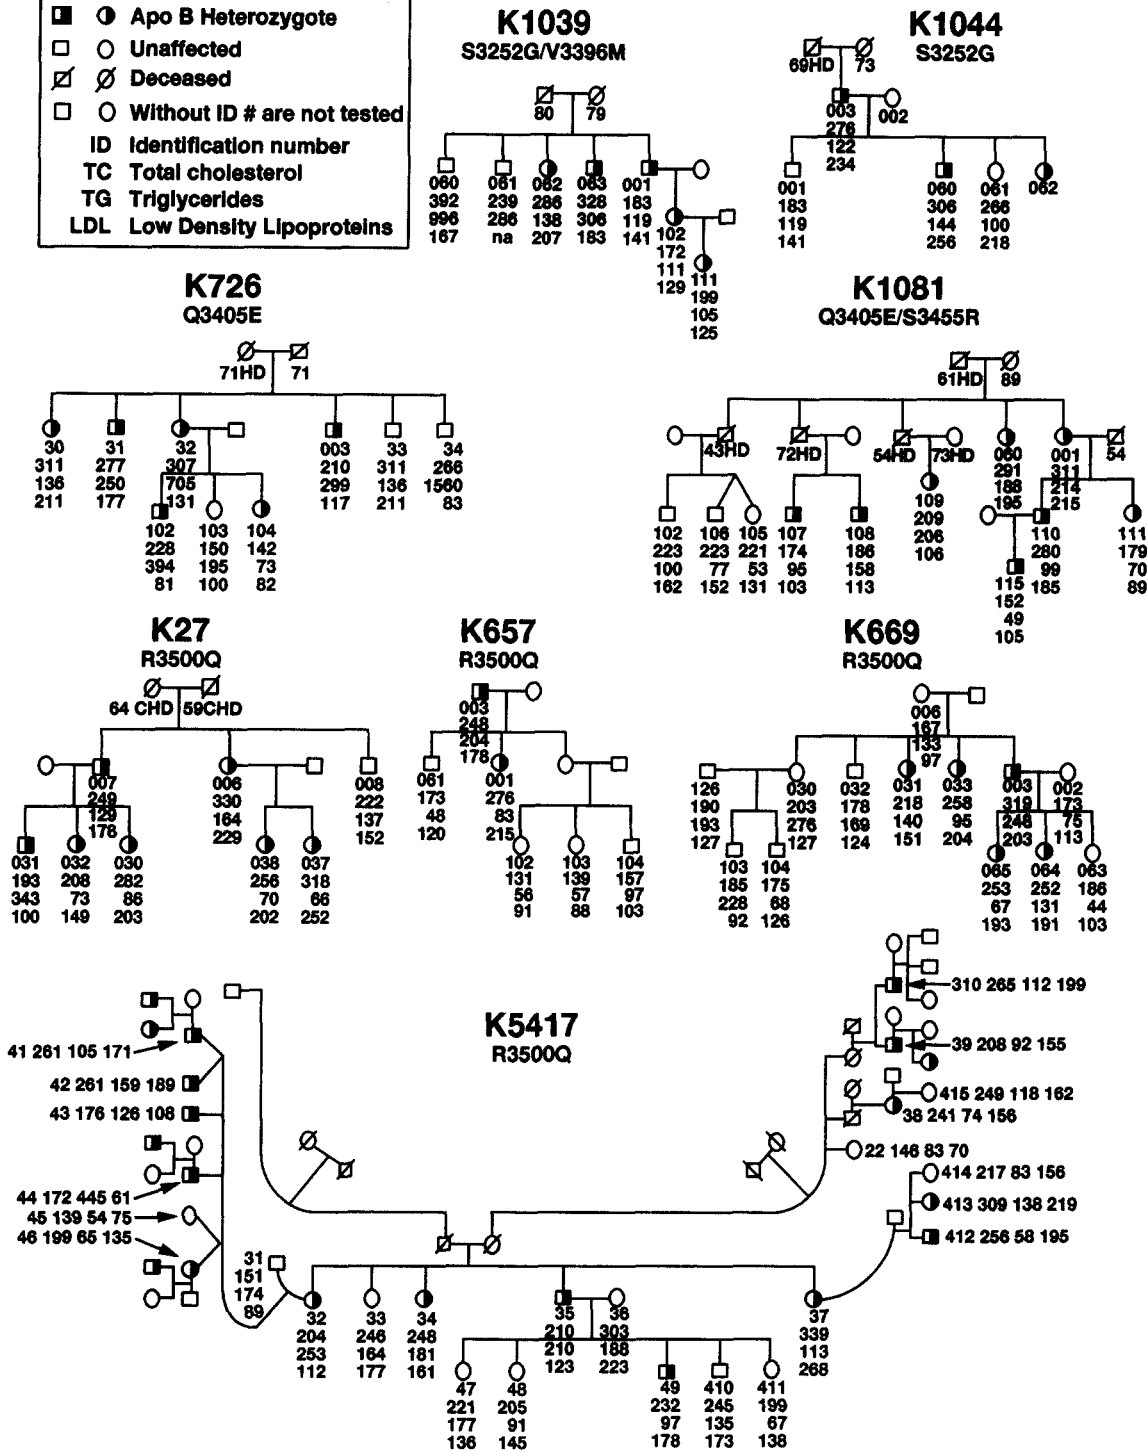 Apo B Heterozygote
Unaffected
Deceased
Without ID # are not tested
ID Identification number
TC Total cholesterol
TG Triglycerides
LDL Low Density Lipoproteins
K1039
S3252G/V3396M
80 79
060 061 062 063 001
392 239 286 328 183
996 286 138 306 119
167 na 207 183 141
102
172
111
129
111
199
105
125
K1044
S3252G
69HD 73
003 002
276
122
234
001 060 061 062
183 306 266
119 144 100
141 256 218
K726
Q3405E
71HD 71
30 31 32 003 33 34
311 277 307 210 311 266
136 250 705 299 136 1560
211 177 131 117 211 83
102 103 104
228 150 142
394 195 73
81 100 82
K1081
Q3405E/S3455R
61HD 89
43HD 72HD 54HD 73HD 060 001 54
291 311
188 214
195 215
109
209
206
106
102 106 105 107 108 110 111
223 223 221 174 186 280 179
100 77 53 95 158 99 70
162 152 131 103 113 185 89
115
152
49
105
K27
R3500Q
64 CHD 59CHD
007 006 008
249 330 222
129 164 137
178 229 152
031 032 030 038 037
193 208 282 256 318
343 73 86 70 66
100 149 203 202 252
K657
R3500Q
003
248
204
178
061 001
173 276
48 83
120 215
102 103 104
131 139 157
56 57 97
91 88 103
K669
R3500Q
006
167
133
97
126 030 032 031 033 003 002
190 203 178 218 258 319 173
193 276 169 140 95 248 75
127 127 124 151 204 203 113
103 104 065 064 063
185 175 253 252 186
228 68 67 131 44
92 126 193 191 103
K5417
R3500Q
310 265 112 199
41 261 105 171
39 208 92 155
42 261 159 189
415 249 118 162
43 176 126 108
38 241 74 156
22 146 83 70
414 217 83 156
44 172 445 61
413 309 138 219
45 139 54 75
412 256 58 195
46 199 65 135
31
151
174
89
32 33 34 35 36 37
204 246 248 210 303 339
253 164 181 210 188 113
112 177 161 123 223 268
47 48 49 410 411
221 205 232 245 199
177 91 97 135 67
136 145 178 173 138